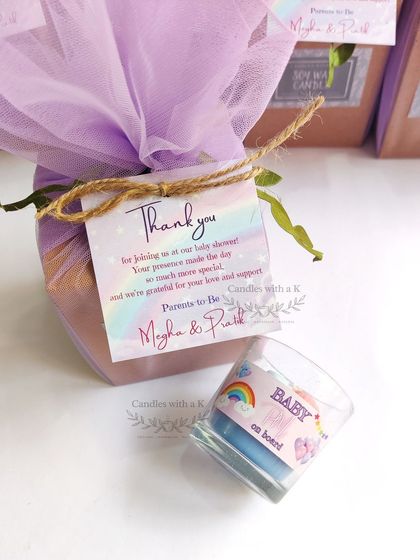 Parents-to-Be
Megha & Pratik
SOY WAX
CANDLE
Thank you
for joining us at our baby shower!
Your presence made the day
so much more special,
and we're grateful for your love and support
Parents-to-Be
Megha & Pratik
Candles with a K
Candles with a K
BABY
on board